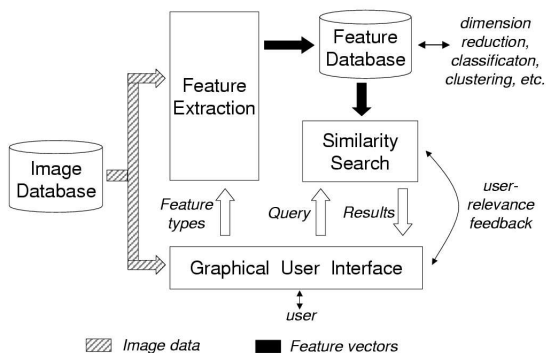 Feature
Database
dimension
reduction,
classificaton,
clustering, etc.
Feature
Extraction
Image
Database
Similarity
Search
Feature
types
Query
Results
user-
relevance
feedback
Graphical User Interface
user
Image data
Feature vectors